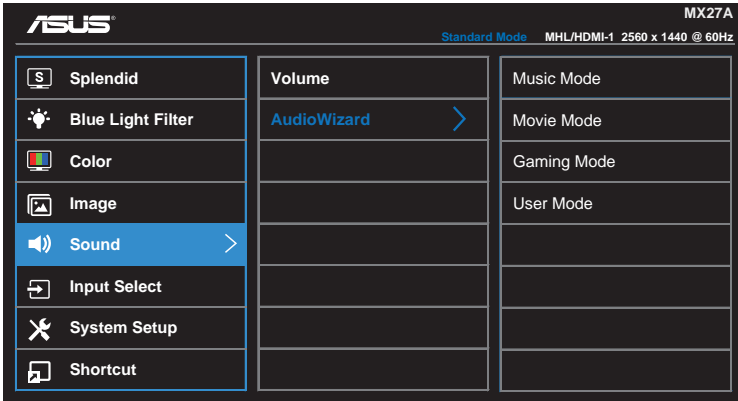 MX27A
ASUS
Standard Mode MHL/HDMI-1 2560 x 1440 @ 60Hz
S Splendid
Blue Light Filter
Color
Image
Sound
Input Select
System Setup
Shortcut
Volume
AudioWizard
Music Mode
Movie Mode
Gaming Mode
User Mode